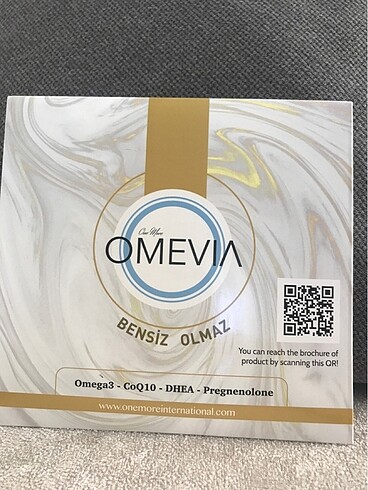 One More
OMEVIA
BENSİZ OLMAZ
You can reach the brochure of
product by scanning this QR!
Omega3 - CoQ10 - DHEA - Pregnenolone
www.onemoreinternational.com